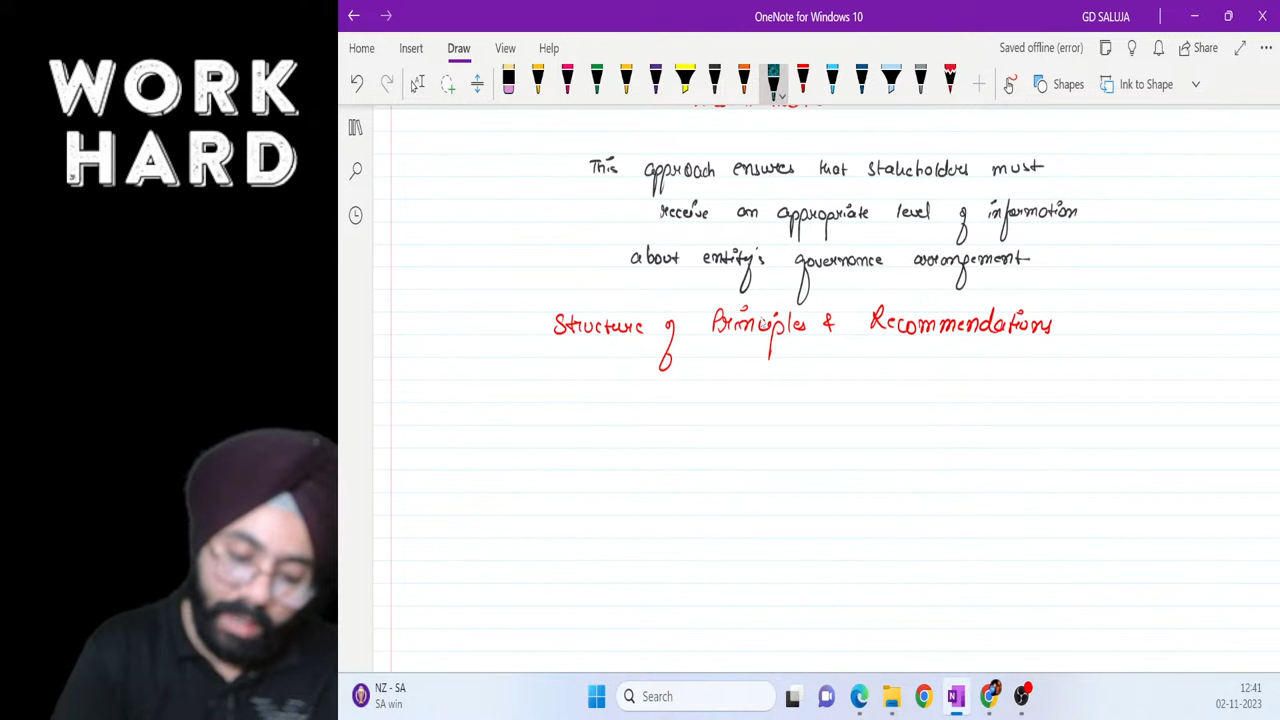 WORK
HARD
OneNote for Windows 10
GD SALUJA
Home Insert Draw View Help
Saved offline (error)
Share
Shapes
Ink to Shape
This approach ensures that stakeholders must
receive an appropriate level of information
about entity's governance arrangement
Structure of Principles & Recommendations
NZ - SA
SA win
Search
12:41
02-11-2023